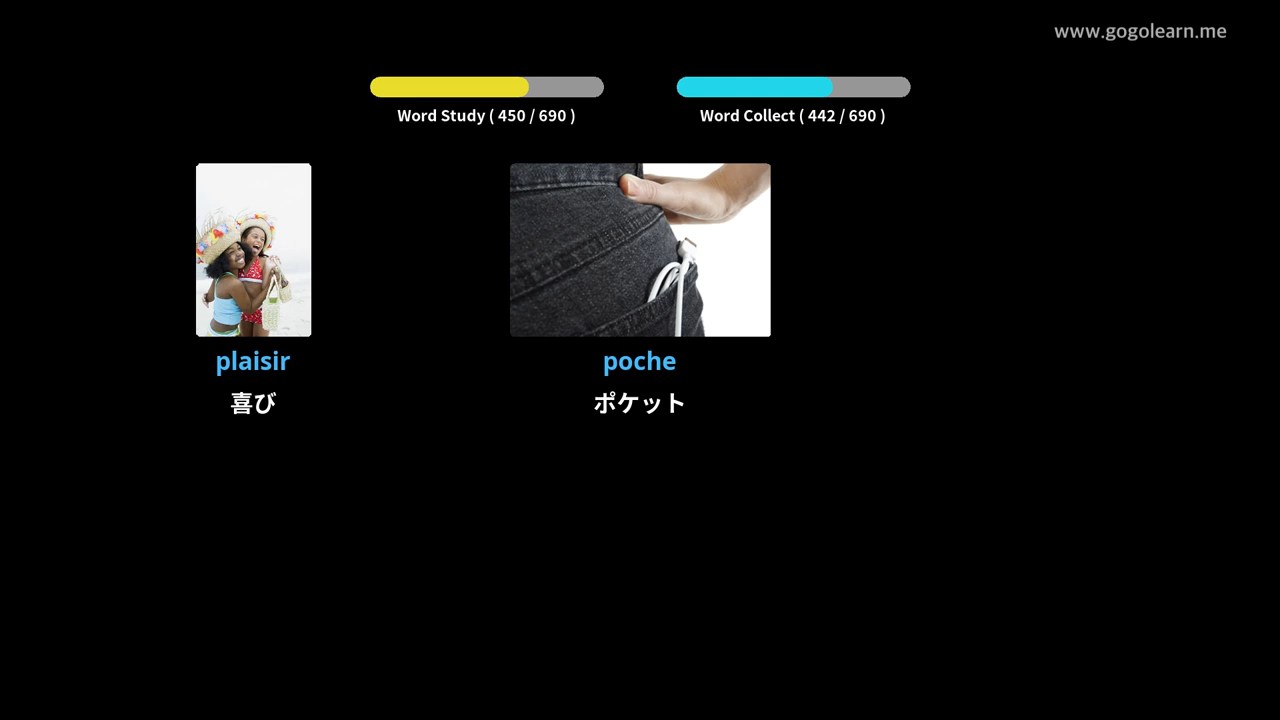 www.gogolearn.me
Word Study ( 450 / 690 )
Word Collect ( 442 / 690 )
plaisir
喜び
poche
ポケット